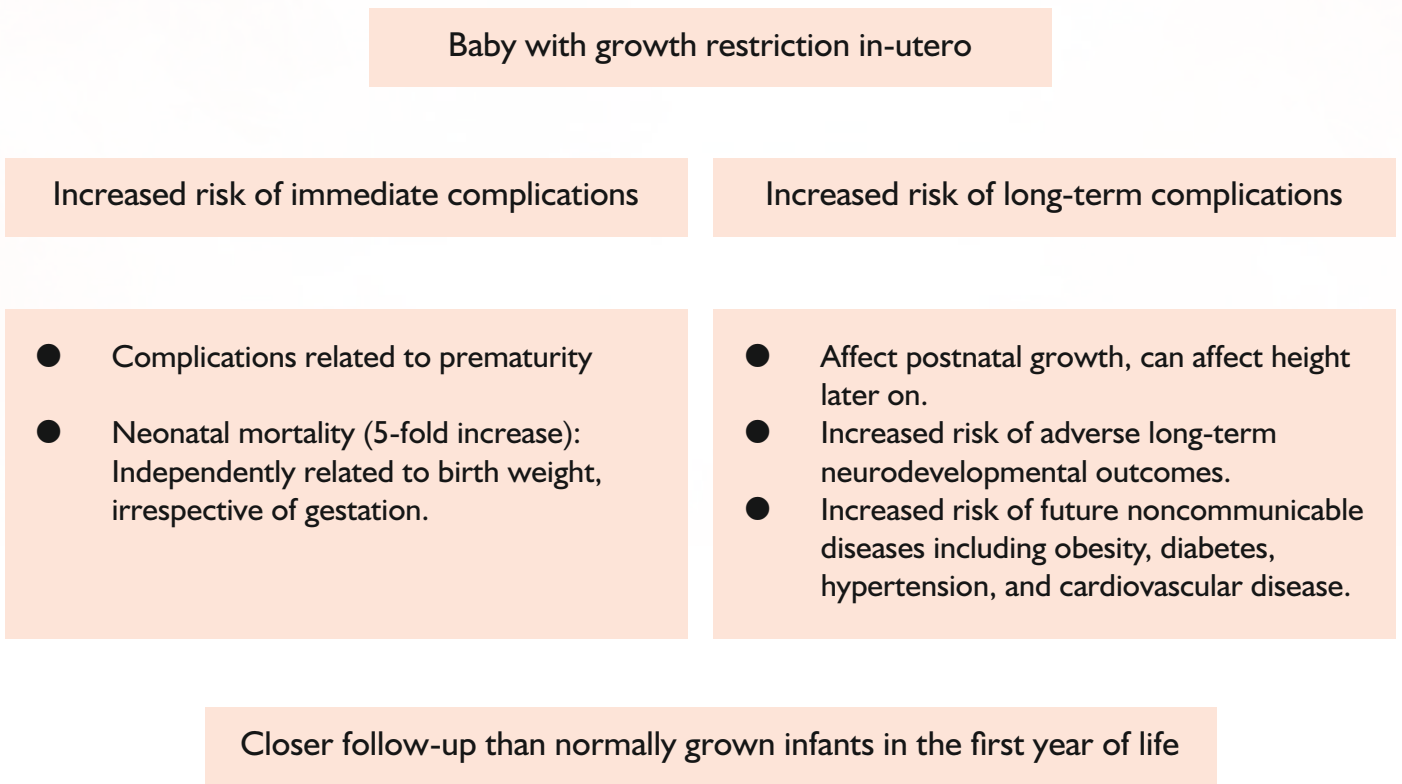 Baby with growth restriction in-utero
Increased risk of immediate complications
● Complications related to prematurity
● Neonatal mortality (5-fold increase):
Independently related to birth weight,
irrespective of gestation.
Increased risk of long-term complications
● Affect postnatal growth, can affect height
later on.
● Increased risk of adverse long-term
neurodevelopmental outcomes.
● Increased risk of future noncommunicable
diseases including obesity, diabetes,
hypertension, and cardiovascular disease.
Closer follow-up than normally grown infants in the first year of life